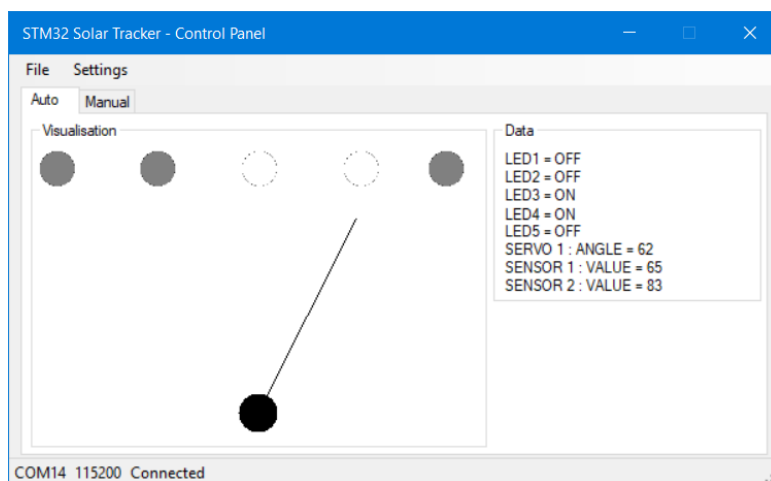 STM32 Solar Tracker - Control Panel
File Settings
Auto Manual
Visualisation
Data
LED1 = OFF
LED2 = OFF
LED3 = ON
LED4 = ON
LED5 = OFF
SERVO 1 : ANGLE = 62
SENSOR 1 : VALUE = 65
SENSOR 2 : VALUE = 83
COM14 115200 Connected